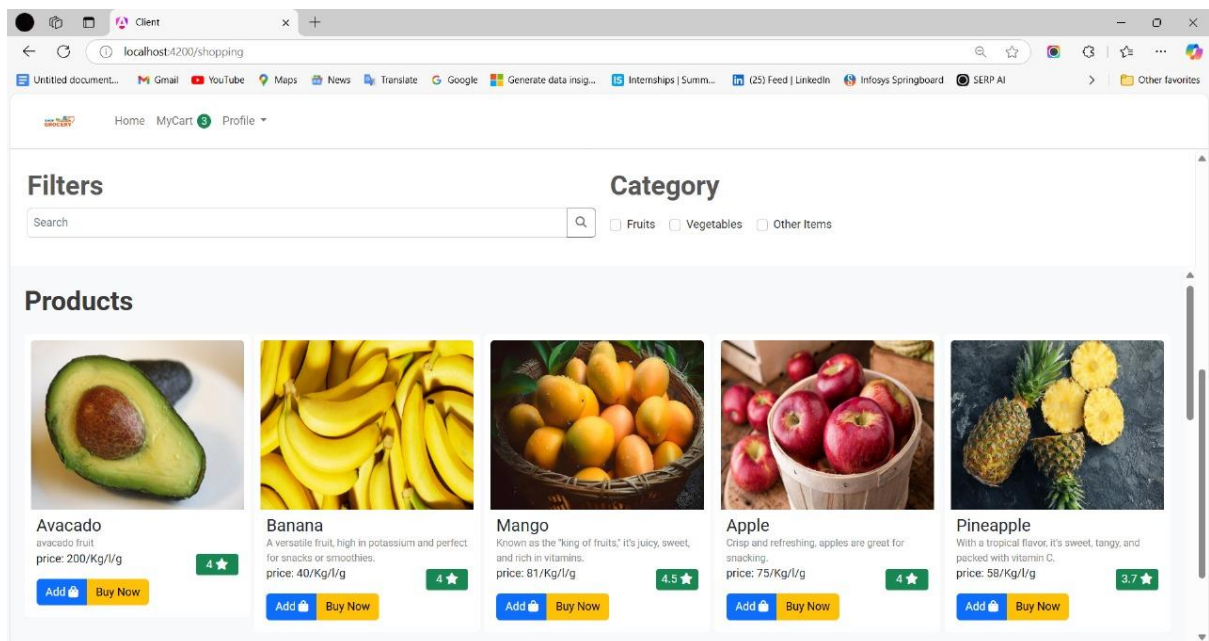 Client
localhost:4200/shopping
Untitled document... Gmail YouTube Maps News Translate Google Generate data insig... Internships | Summ... (25) Feed | LinkedIn Infosys Springboard SERP AI Other favorites
GROCERY Home MyCart 3 Profile
Filters
Category
Search
Fruits Vegetables Other Items
Products
Avacado
avacado fruit
price: 200/Kg/l/g
4
Add Buy Now
Banana
A versatile fruit, high in potassium and perfect
for snacks or smoothies.
price: 40/Kg/l/g
4
Add Buy Now
Mango
Known as the "king of fruits," it's juicy, sweet,
and rich in vitamins.
price: 81/Kg/l/g
4.5
Add Buy Now
Apple
Crisp and refreshing, apples are great for
snacking.
price: 75/Kg/l/g
4
Add Buy Now
Pineapple
With a tropical flavor, it's sweet, tangy, and
packed with vitamin C.
price: 58/Kg/l/g
3.7
Add Buy Now